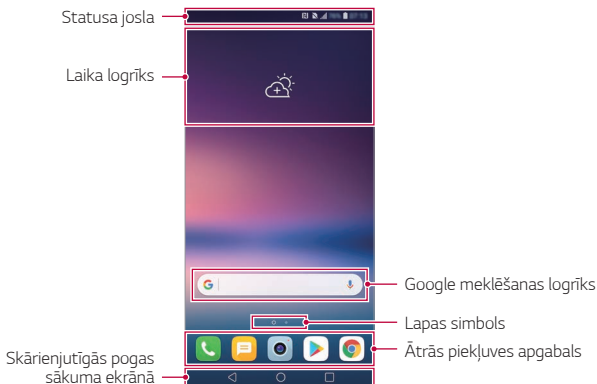 Statusa josla
Laika logrīks
Google meklēšanas logrīks
Lapas simbols
Ātrās piekļuves apgabals
Skārienjutīgās pogas
sākuma ekrānā